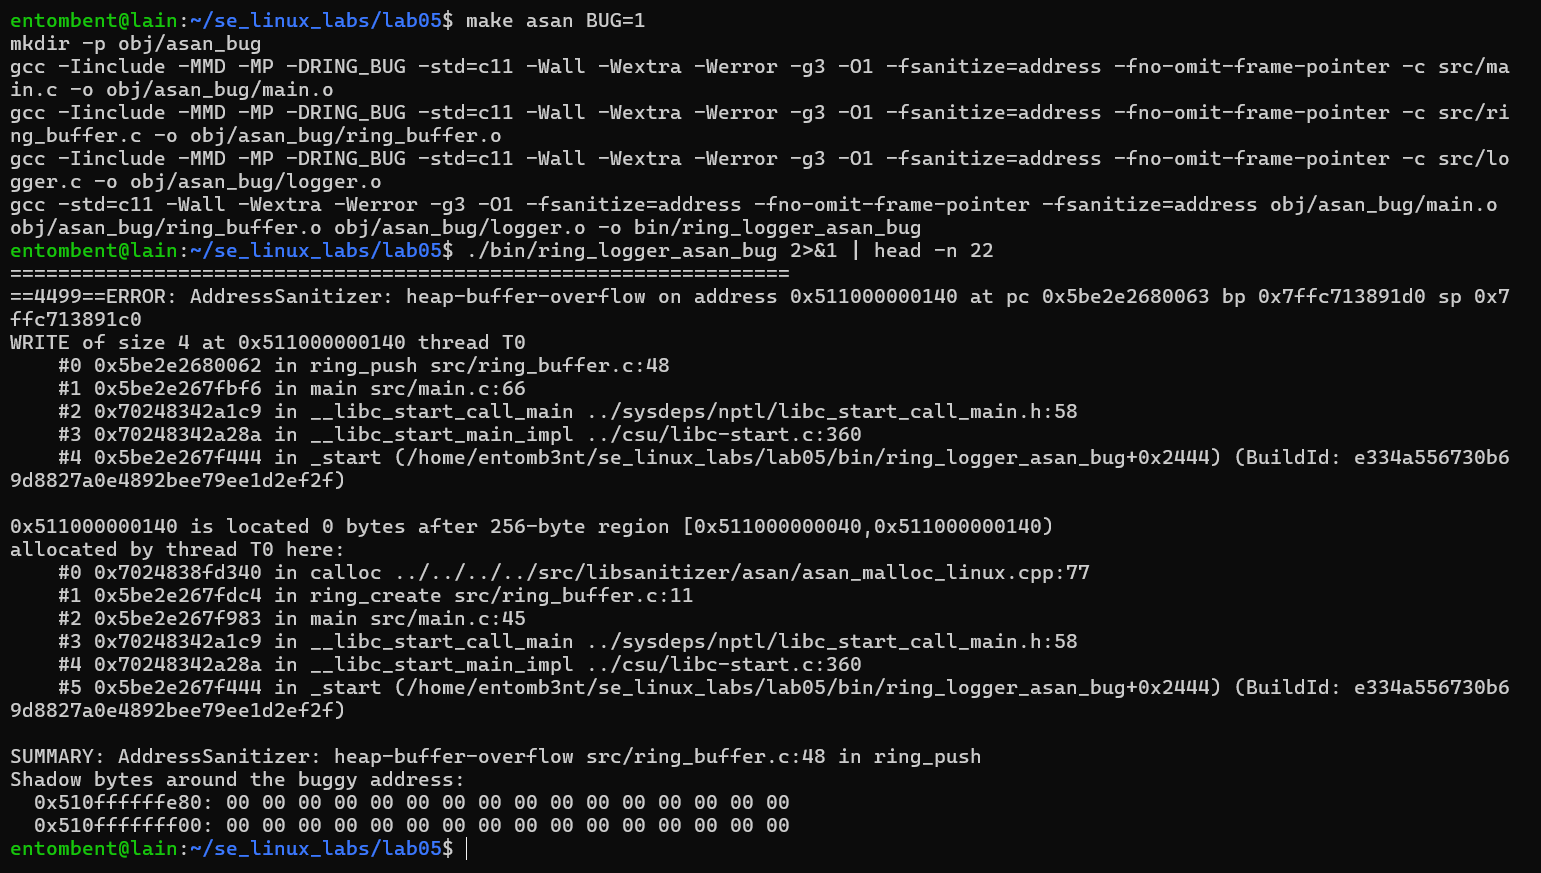 entombent@lain:~/se_linux_labs/lab05$ make asan BUG=1
mkdir -p obj/asan_bug
gcc -Iinclude -MMD -MP -DRING_BUG -std=c11 -Wall -Wextra -Werror -g3 -O1 -fsanitize=address -fno-omit-frame-pointer -c src/ma
in.c -o obj/asan_bug/main.o
gcc -Iinclude -MMD -MP -DRING_BUG -std=c11 -Wall -Wextra -Werror -g3 -O1 -fsanitize=address -fno-omit-frame-pointer -c src/ri
ng_buffer.c -o obj/asan_bug/ring_buffer.o
gcc -Iinclude -MMD -MP -DRING_BUG -std=c11 -Wall -Wextra -Werror -g3 -O1 -fsanitize=address -fno-omit-frame-pointer -c src/lo
gger.c -o obj/asan_bug/logger.o
gcc -std=c11 -Wall -Wextra -Werror -g3 -O1 -fsanitize=address -fno-omit-frame-pointer -fsanitize=address obj/asan_bug/main.o
obj/asan_bug/ring_buffer.o obj/asan_bug/logger.o -o bin/ring_logger_asan_bug
entombent@lain:~/se_linux_labs/lab05$ ./bin/ring_logger_asan_bug 2>&1 | head -n 22
=================================================================
==4499==ERROR: AddressSanitizer: heap-buffer-overflow on address 0x511000000140 at pc 0x5be2e2680063 bp 0x7ffc713891d0 sp 0x7
ffc713891c0
WRITE of size 4 at 0x511000000140 thread T0
    #0 0x5be2e2680062 in ring_push src/ring_buffer.c:48
    #1 0x5be2e267fbf6 in main src/main.c:66
    #2 0x70248342a1c9 in __libc_start_call_main ../sysdeps/nptl/libc_start_call_main.h:58
    #3 0x70248342a28a in __libc_start_main_impl ../csu/libc-start.c:360
    #4 0x5be2e267f444 in _start (/home/entomb3nt/se_linux_labs/lab05/bin/ring_logger_asan_bug+0x2444) (BuildId: e334a556730b6
9d8827a0e4892bee79ee1d2ef2f)

0x511000000140 is located 0 bytes after 256-byte region [0x511000000040,0x511000000140)
allocated by thread T0 here:
    #0 0x7024838fd340 in calloc ../../../../src/libsanitizer/asan/asan_malloc_linux.cpp:77
    #1 0x5be2e267fdc4 in ring_create src/ring_buffer.c:11
    #2 0x5be2e267f983 in main src/main.c:45
    #3 0x70248342a1c9 in __libc_start_call_main ../sysdeps/nptl/libc_start_call_main.h:58
    #4 0x70248342a28a in __libc_start_main_impl ../csu/libc-start.c:360
    #5 0x5be2e267f444 in _start (/home/entomb3nt/se_linux_labs/lab05/bin/ring_logger_asan_bug+0x2444) (BuildId: e334a556730b6
9d8827a0e4892bee79ee1d2ef2f)

SUMMARY: AddressSanitizer: heap-buffer-overflow src/ring_buffer.c:48 in ring_push
Shadow bytes around the buggy address:
  0x510ffffffe80: 00 00 00 00 00 00 00 00 00 00 00 00 00 00 00 00
  0x510fffffff00: 00 00 00 00 00 00 00 00 00 00 00 00 00 00 00 00
entombent@lain:~/se_linux_labs/lab05$